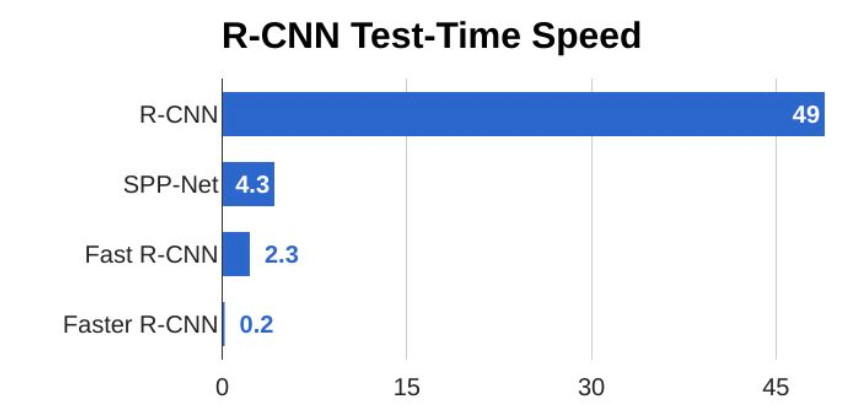 R-CNN Test-Time Speed
R-CNN 49
SPP-Net 4.3
Fast R-CNN 2.3
Faster R-CNN 0.2
0 15 30 45